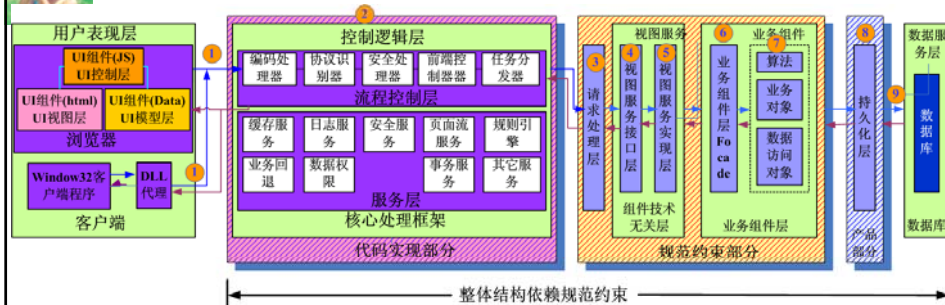 用户表现层
UI组件(JS)
UI控制层
UI组件(html)
UI视图层
UI组件(Data)
UI模型层
浏览器
Window32客
户端程序
DLL
代理
客户端
1
1
2
控制逻辑层
编码处
理器
协议识
别器
安全处
理器
前端控
制器器
任务分
发器
流程控制层
缓存服
务
日志服
务
安全服
务
页面流
服务
规则引
擎
业务回
退
数据权
限
事务服
务
其它服
务
服务层
核心处理框架
代码实现部分
3
请求处理层
视图服务
4
视图服务接口层
5
视图服务实现层
组件技术
无关层
6
业务组件层Focade
业务组件
7
算法
业务
对象
数据
访问
对象
业务组件层
规范约束部分
8
持久化层
产品
部分
9
数据服
务层
数据库
数据库
整体结构依赖规范约束